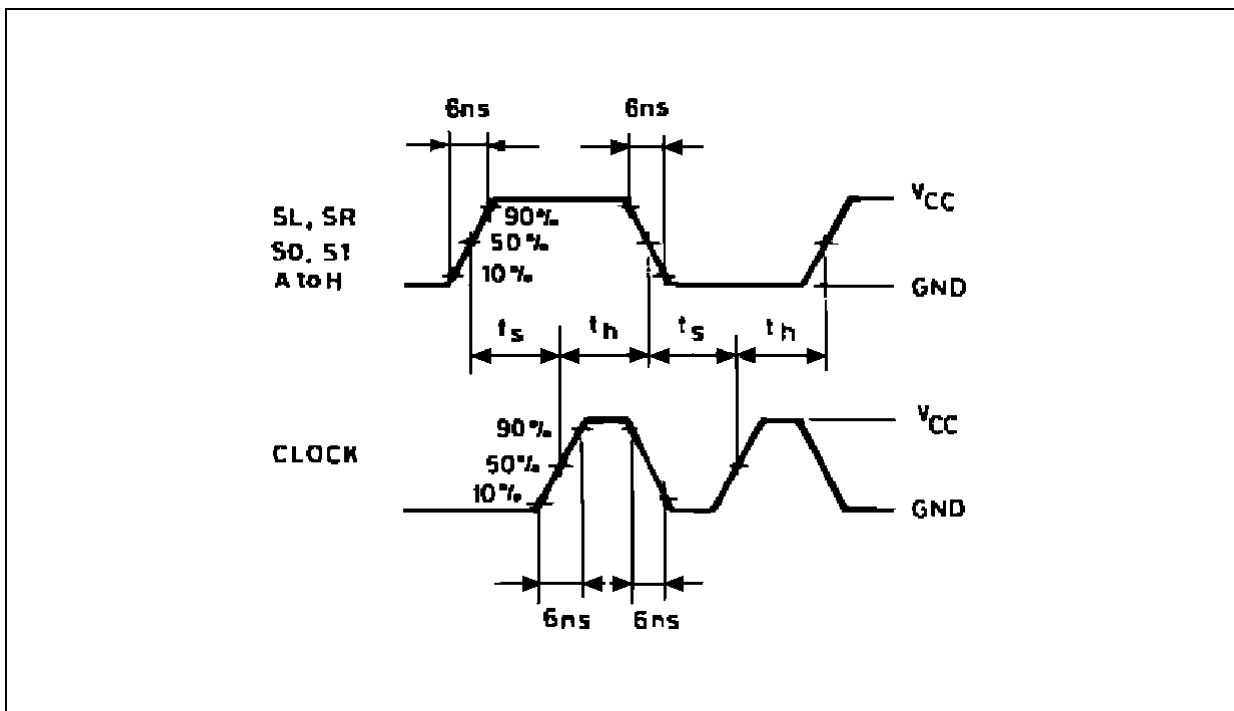 6ns 6ns
SL, SR
S0, S1
A to H
90%
50%
10%
VCC
GND
ts th ts th
CLOCK
90%
50%
10%
VCC
GND
6ns 6ns